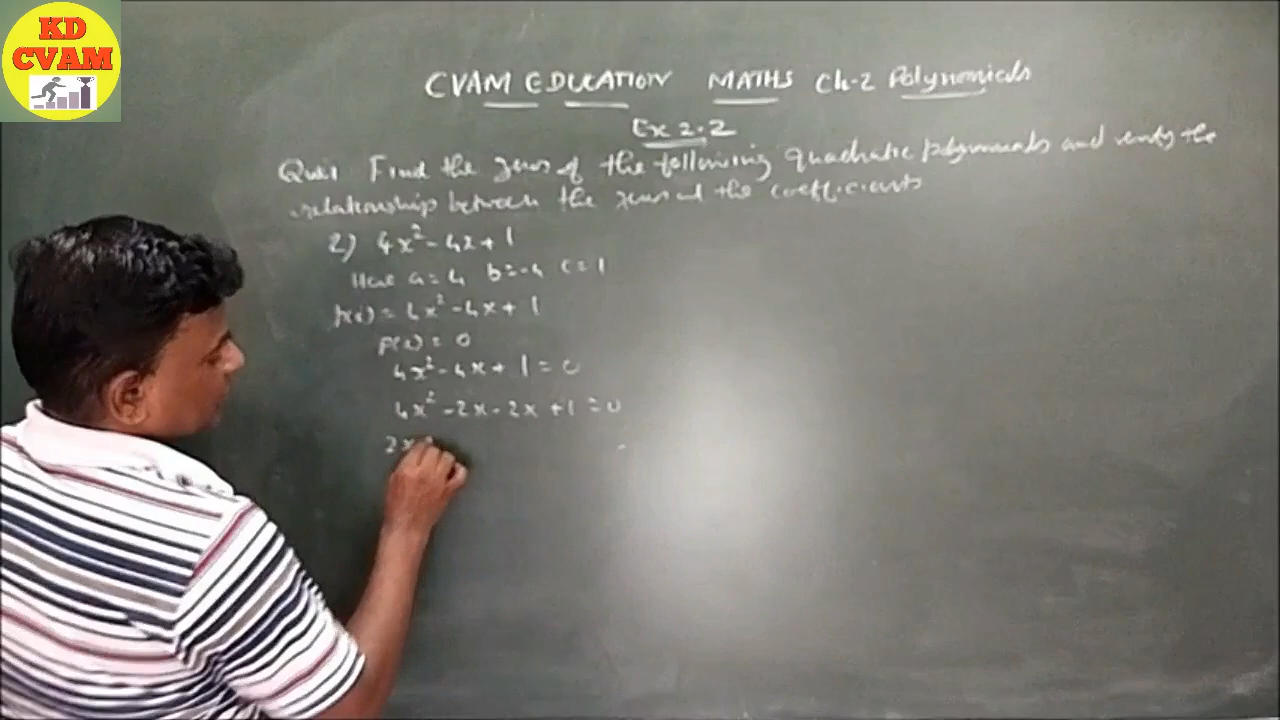 KD
CVAM
CVAM EDUCATION MATHS Ch-2 Polynomials
Ex 2.2
Que1 Find the zeros of the following quadratic polynomials and verify the
relationship between the zeros and the coefficients
2) 4x² - 4x + 1
Here a = 4 b = -4 c = 1
p(x) = 4x² - 4x + 1
p(x) = 0
4x² - 4x + 1 = 0
4x² - 2x - 2x + 1 = 0
2x